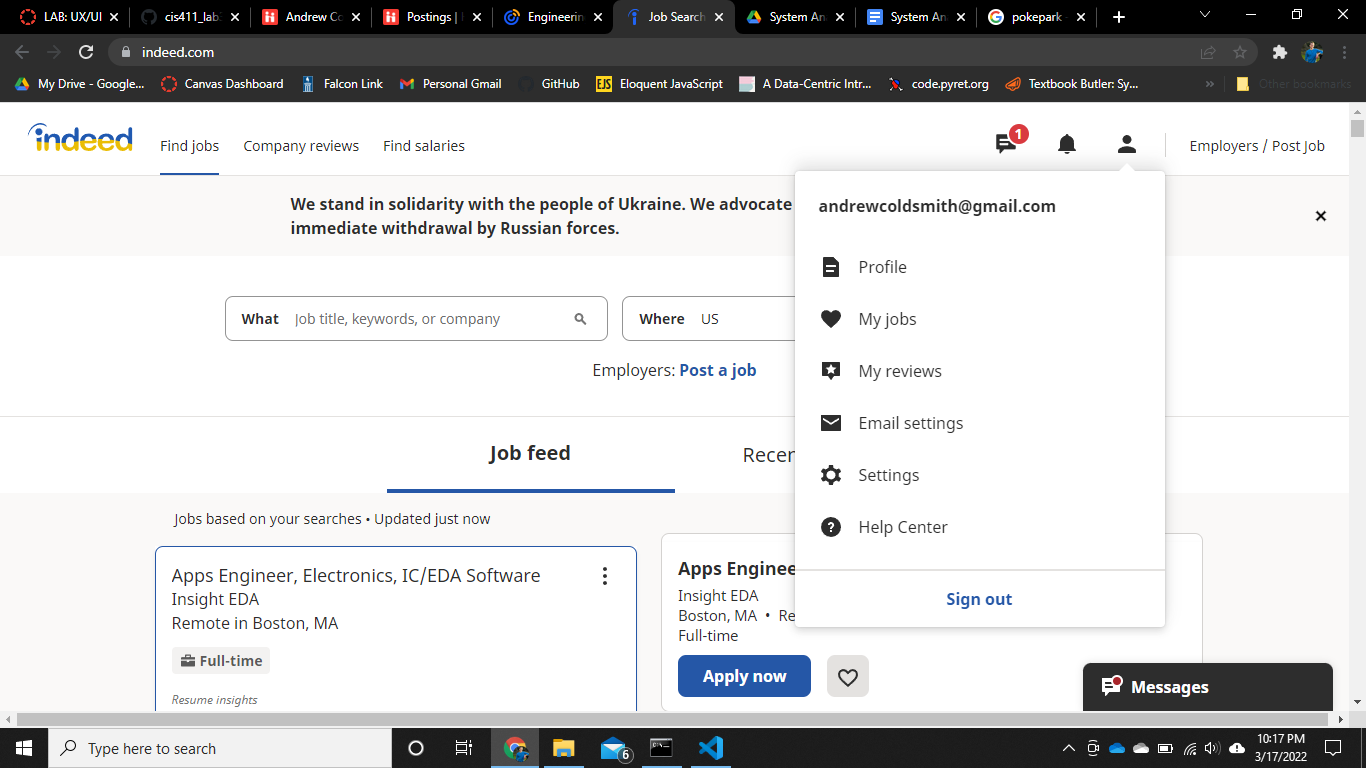 LAB: UX/UI
cis411_lab3
Andrew Co
Postings |
Engineerin
Job Search
System Ana
System Ana
pokepark
indeed.com
My Drive - Google...
Canvas Dashboard
Falcon Link
Personal Gmail
GitHub
EJS
Eloquent JavaScript
A Data-Centric Intr...
code.pyret.org
Textbook Butler: Sy...
»
Other bookmarks
indeed
Find jobs
Company reviews
Find salaries
1
Employers / Post Job
We stand in solidarity with the people of Ukraine. We advocate
immediate withdrawal by Russian forces.
andrewcoldsmith@gmail.com
Profile
My jobs
My reviews
Email settings
Settings
Help Center
Sign out
What
Job title, keywords, or company
Where
US
Employers: Post a job
Job feed
Recen
Jobs based on your searches • Updated just now
Apps Engineer, Electronics, IC/EDA Software
Insight EDA
Remote in Boston, MA
Full-time
Resume insights
Apps Enginee
Insight EDA
Boston, MA • Re
Full-time
Apply now
Messages
Type here to search
6
10:17 PM
3/17/2022